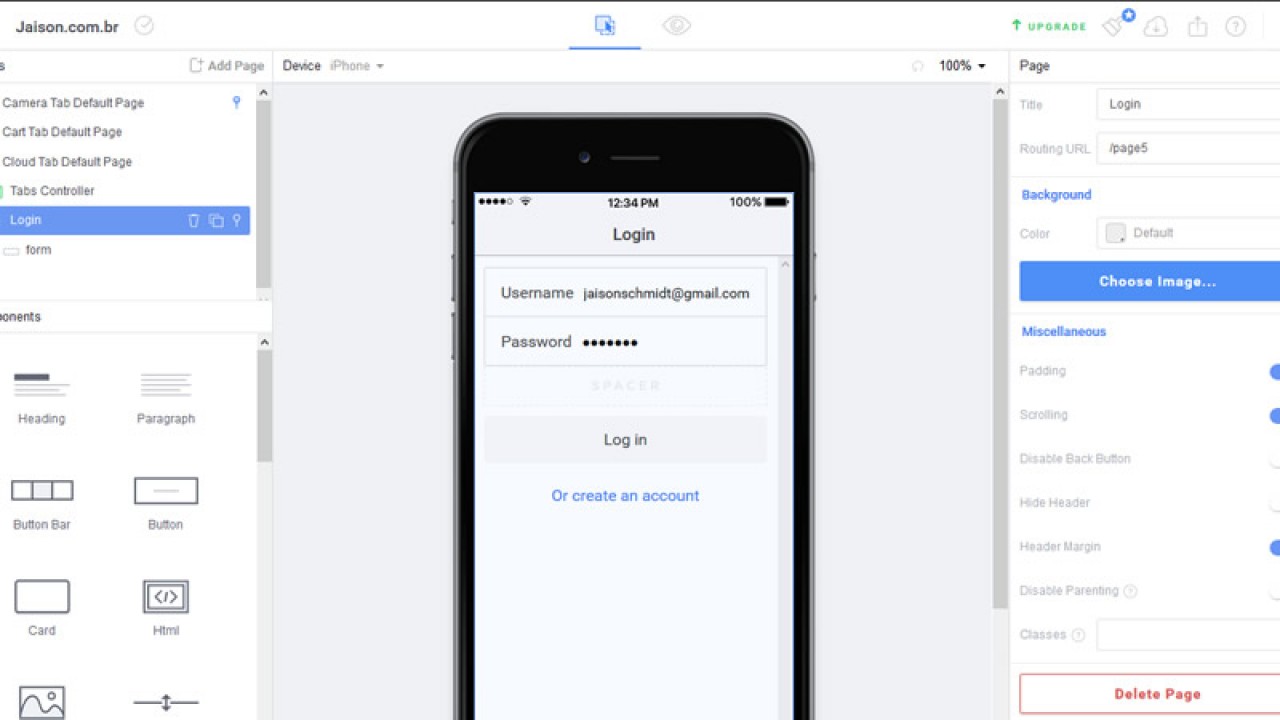 Jaison.com.br
UPGRADE
s
Add Page
Device iPhone
100%
Page
Camera Tab Default Page
Cart Tab Default Page
Cloud Tab Default Page
Tabs Controller
Login
form
onents
Heading
Paragraph
Button Bar
Button
Card
Html
12:34 PM
100%
Login
Username jaisonschmidt@gmail.com
Password •••••••
SPACER
Log in
Or create an account
Title Login
Routing URL /page5
Background
Color Default
Choose Image...
Miscellaneous
Padding
Scrolling
Disable Back Button
Hide Header
Header Margin
Disable Parenting ?
Classes ?
Delete Page